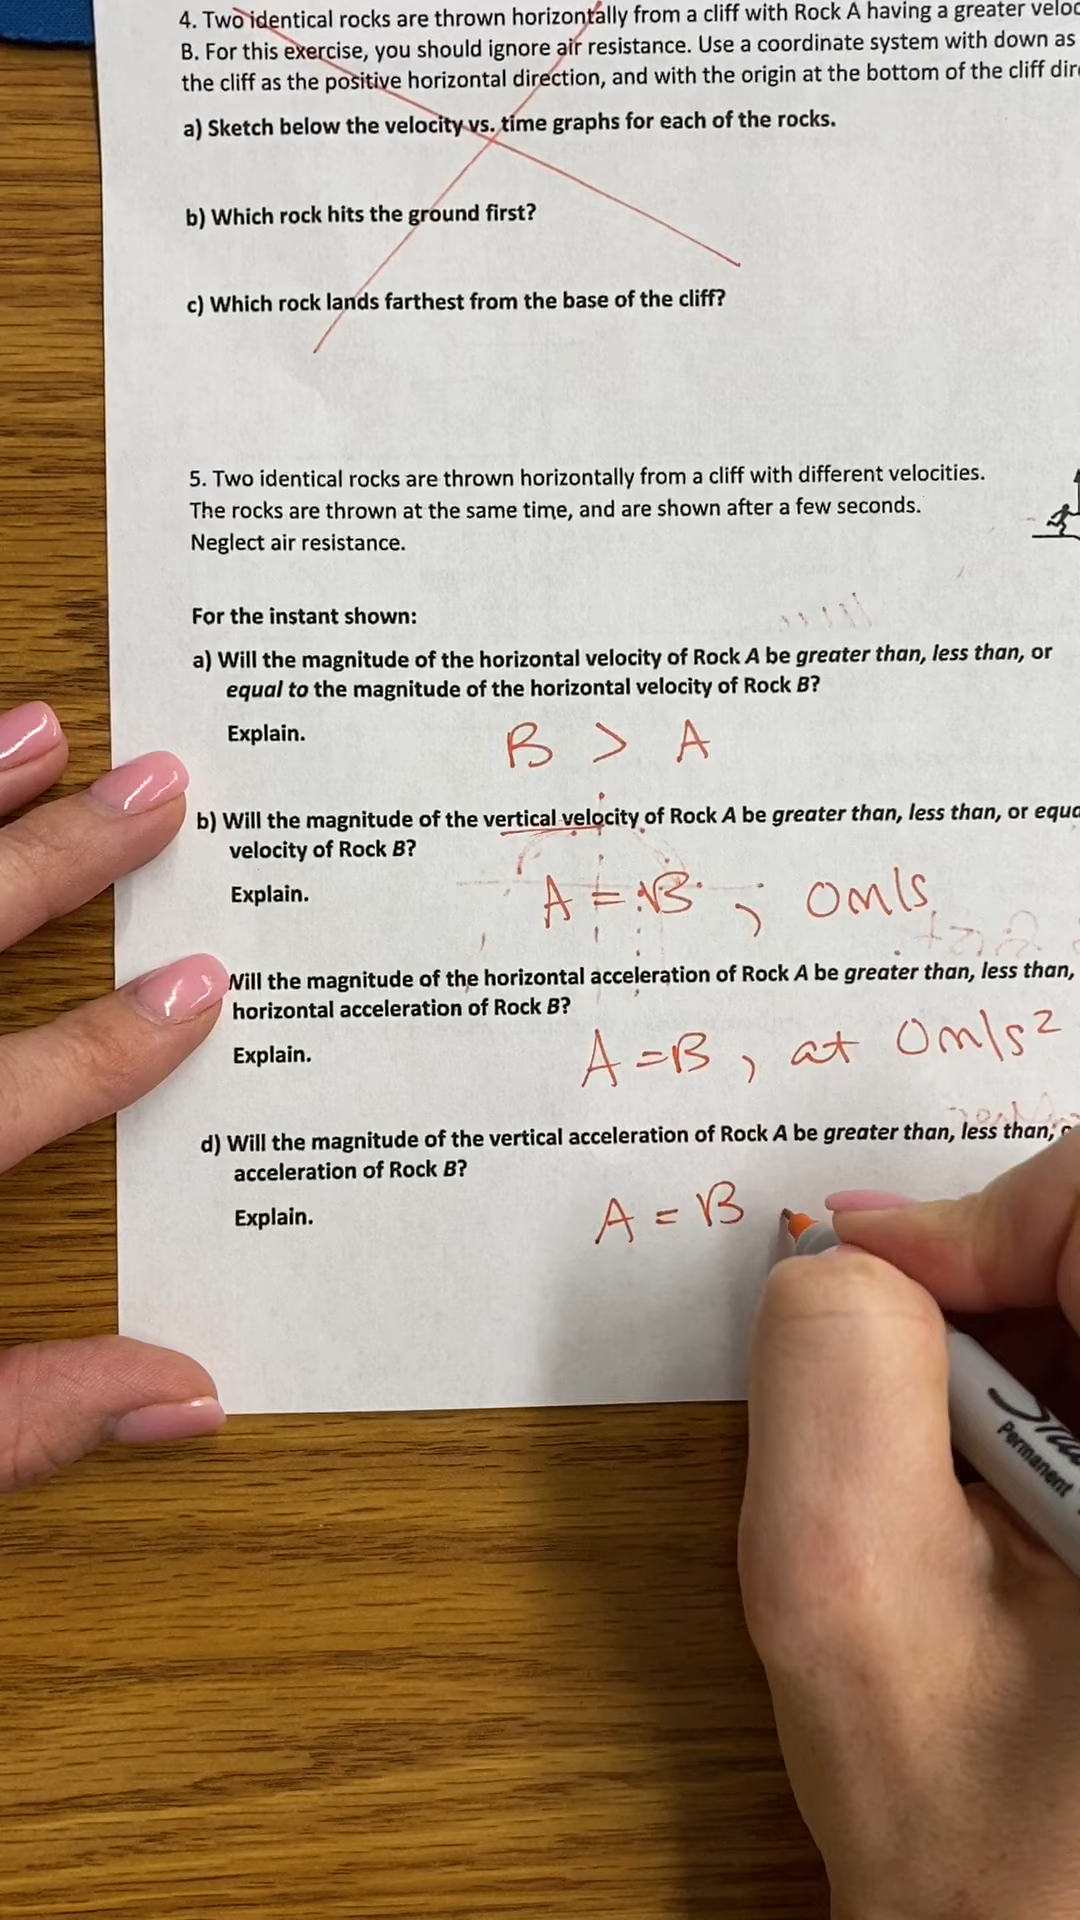 4. Two identical rocks are thrown horizontally from a cliff with Rock A having a greater
B. For this exercise, you should ignore air resistance. Use a coordinate system with down as
the cliff as the positive horizontal direction, and with the origin at the bottom of the cliff
a) Sketch below the velocity vs. time graphs for each of the rocks.
b) Which rock hits the ground first?
c) Which rock lands farthest from the base of the cliff?
5. Two identical rocks are thrown horizontally from a cliff with different velocities.
The rocks are thrown at the same time, and are shown after a few seconds.
Neglect air resistance.
For the instant shown:
a) Will the magnitude of the horizontal velocity of Rock A be greater than, less than, or
equal to the magnitude of the horizontal velocity of Rock B?
Explain.
B > A
b) Will the magnitude of the vertical velocity of Rock A be greater than, less than, or
velocity of Rock B?
Explain.
A = B ; 0m/s
Will the magnitude of the horizontal acceleration of Rock A be greater than, less than,
horizontal acceleration of Rock B?
Explain.
A = B , at 0m/s2
d) Will the magnitude of the vertical acceleration of Rock A be greater than, less than,
acceleration of Rock B?
Explain.
A = B
Permanent